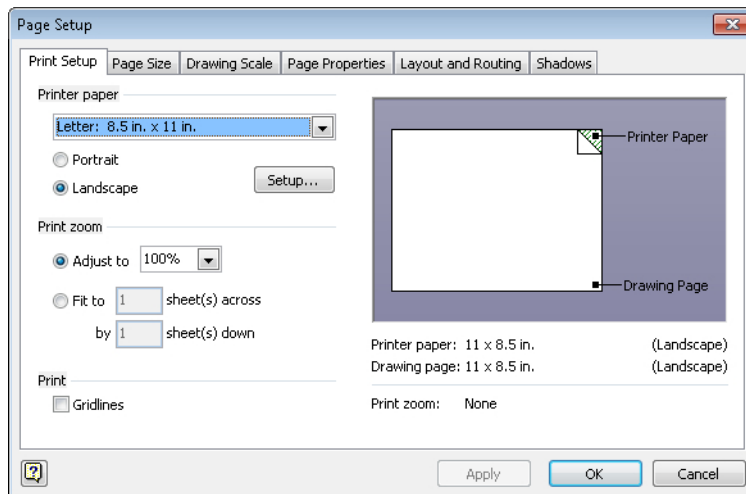 Page Setup
Print Setup
Page Size
Drawing Scale
Page Properties
Layout and Routing
Shadows
Printer paper
Letter: 8.5 in. x 11 in.
Portrait
Landscape
Setup...
Print zoom
Adjust to 100%
Fit to 1 sheet(s) across
by 1 sheet(s) down
Print
Gridlines
Printer Paper
Drawing Page
Printer paper: 11 x 8.5 in. (Landscape)
Drawing page: 11 x 8.5 in. (Landscape)
Print zoom: None
?
Apply
OK
Cancel